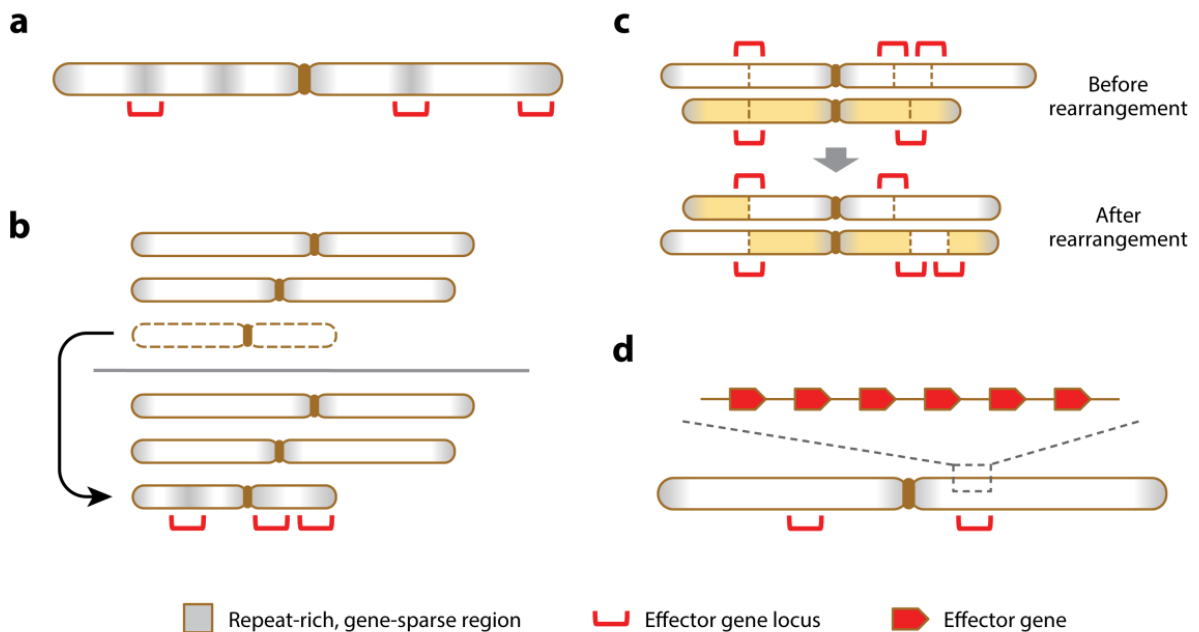 a
b
c
Before
rearrangement
After
rearrangement
d
Repeat-rich, gene-sparse region
Effector gene locus
Effector gene